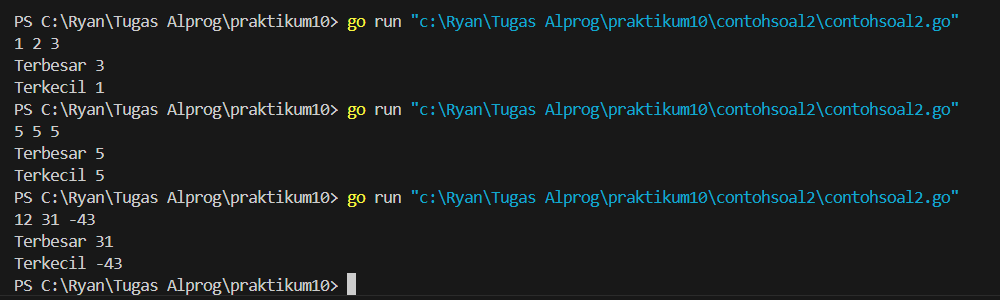 PS C:\Ryan\Tugas Alprog\praktikum10> go run "c:\Ryan\Tugas Alprog\praktikum10\contohsoal2\contohsoal2.go"
1 2 3
Terbesar 3
Terkecil 1
PS C:\Ryan\Tugas Alprog\praktikum10> go run "c:\Ryan\Tugas Alprog\praktikum10\contohsoal2\contohsoal2.go"
5 5 5
Terbesar 5
Terkecil 5
PS C:\Ryan\Tugas Alprog\praktikum10> go run "c:\Ryan\Tugas Alprog\praktikum10\contohsoal2\contohsoal2.go"
12 31 -43
Terbesar 31
Terkecil -43
PS C:\Ryan\Tugas Alprog\praktikum10>